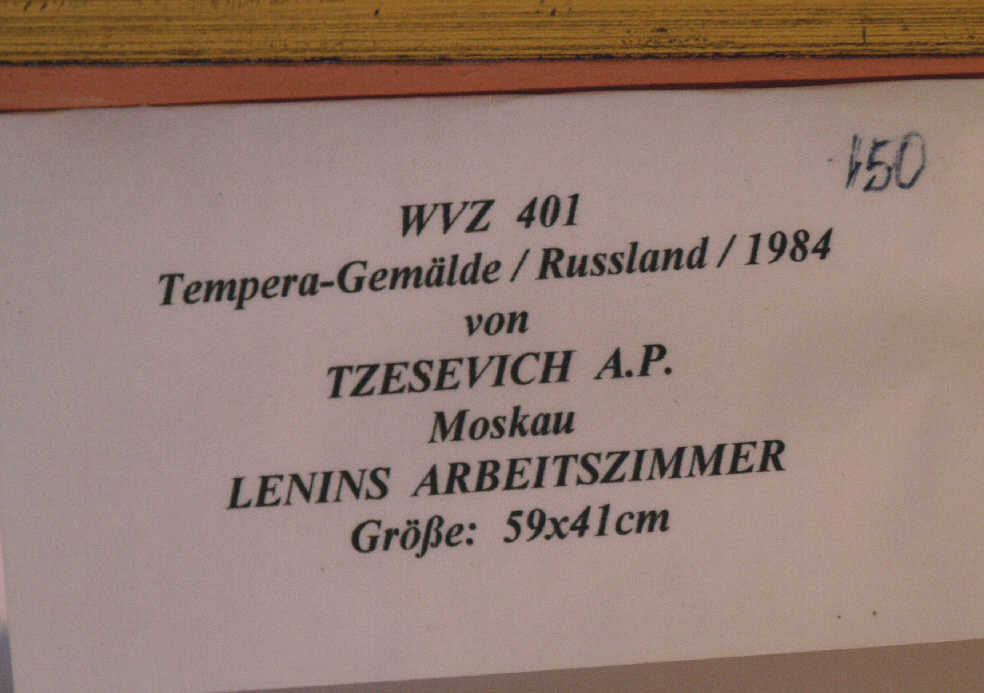 150
WVZ 401
Tempera-Gemälde / Russland / 1984
von
TZESEVICH A.P.
Moskau
LENINS ARBEITSZIMMER
Größe: 59x41cm